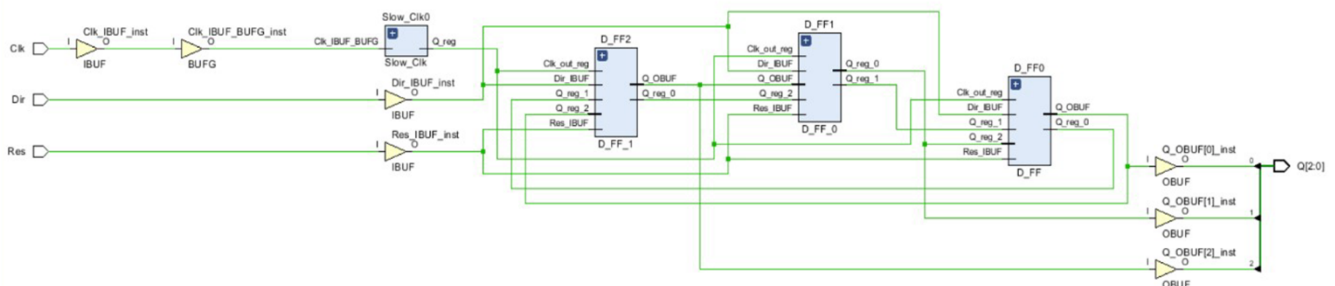 Clk
I
Clk_IBUF_inst
O
IBUF
I
Clk_IBUF_BUFG_inst
O
BUFG
Slow_Clk0
Clk_IBUF_BUFG
Q_reg
Slow_Clk
Dir
I
Dir_IBUF_inst
O
IBUF
Res
I
Res_IBUF_inst
O
IBUF
D_FF2
Clk_out_reg
Dir_IBUF
Q_reg_1
Q_reg_2
Res_IBUF
Q_OBUF
Q_reg_0
D_FF_1
D_FF1
Clk_out_reg
Dir_IBUF
Q_OBUF
Q_reg_2
Res_IBUF
Q_reg_0
Q_reg_1
D_FF_0
D_FF0
Clk_out_reg
Dir_IBUF
Q_reg_1
Q_reg_2
Res_IBUF
Q_OBUF
Q_reg_0
D_FF
Q_OBUF[0]_inst
I
O
OBUF
0
Q[2:0]
Q_OBUF[1]_inst
I
O
OBUF
1
Q_OBUF[2]_inst
I
O
OBUF
2